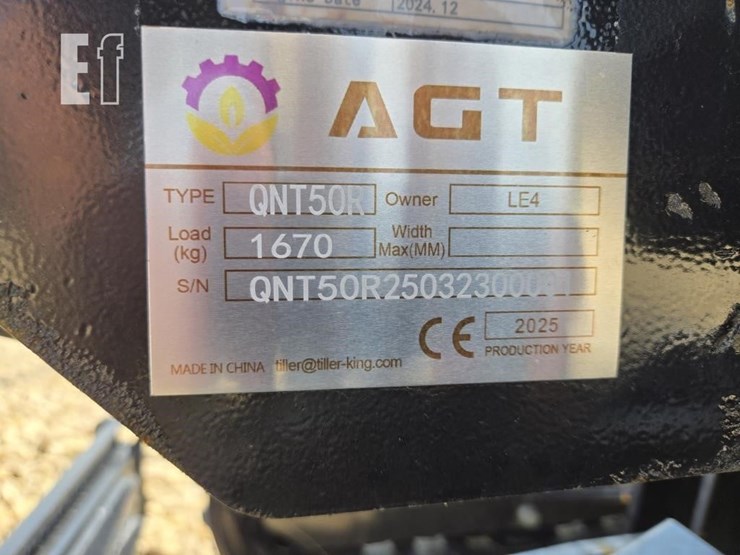 2024.12
Ef
AGT
TYPE QNT50R Owner LE4
Load (kg) 1670 Width Max(MM)
S/N
CE 2025
MADE IN CHINA tiller@tiller-king.com PRODUCTION YEAR